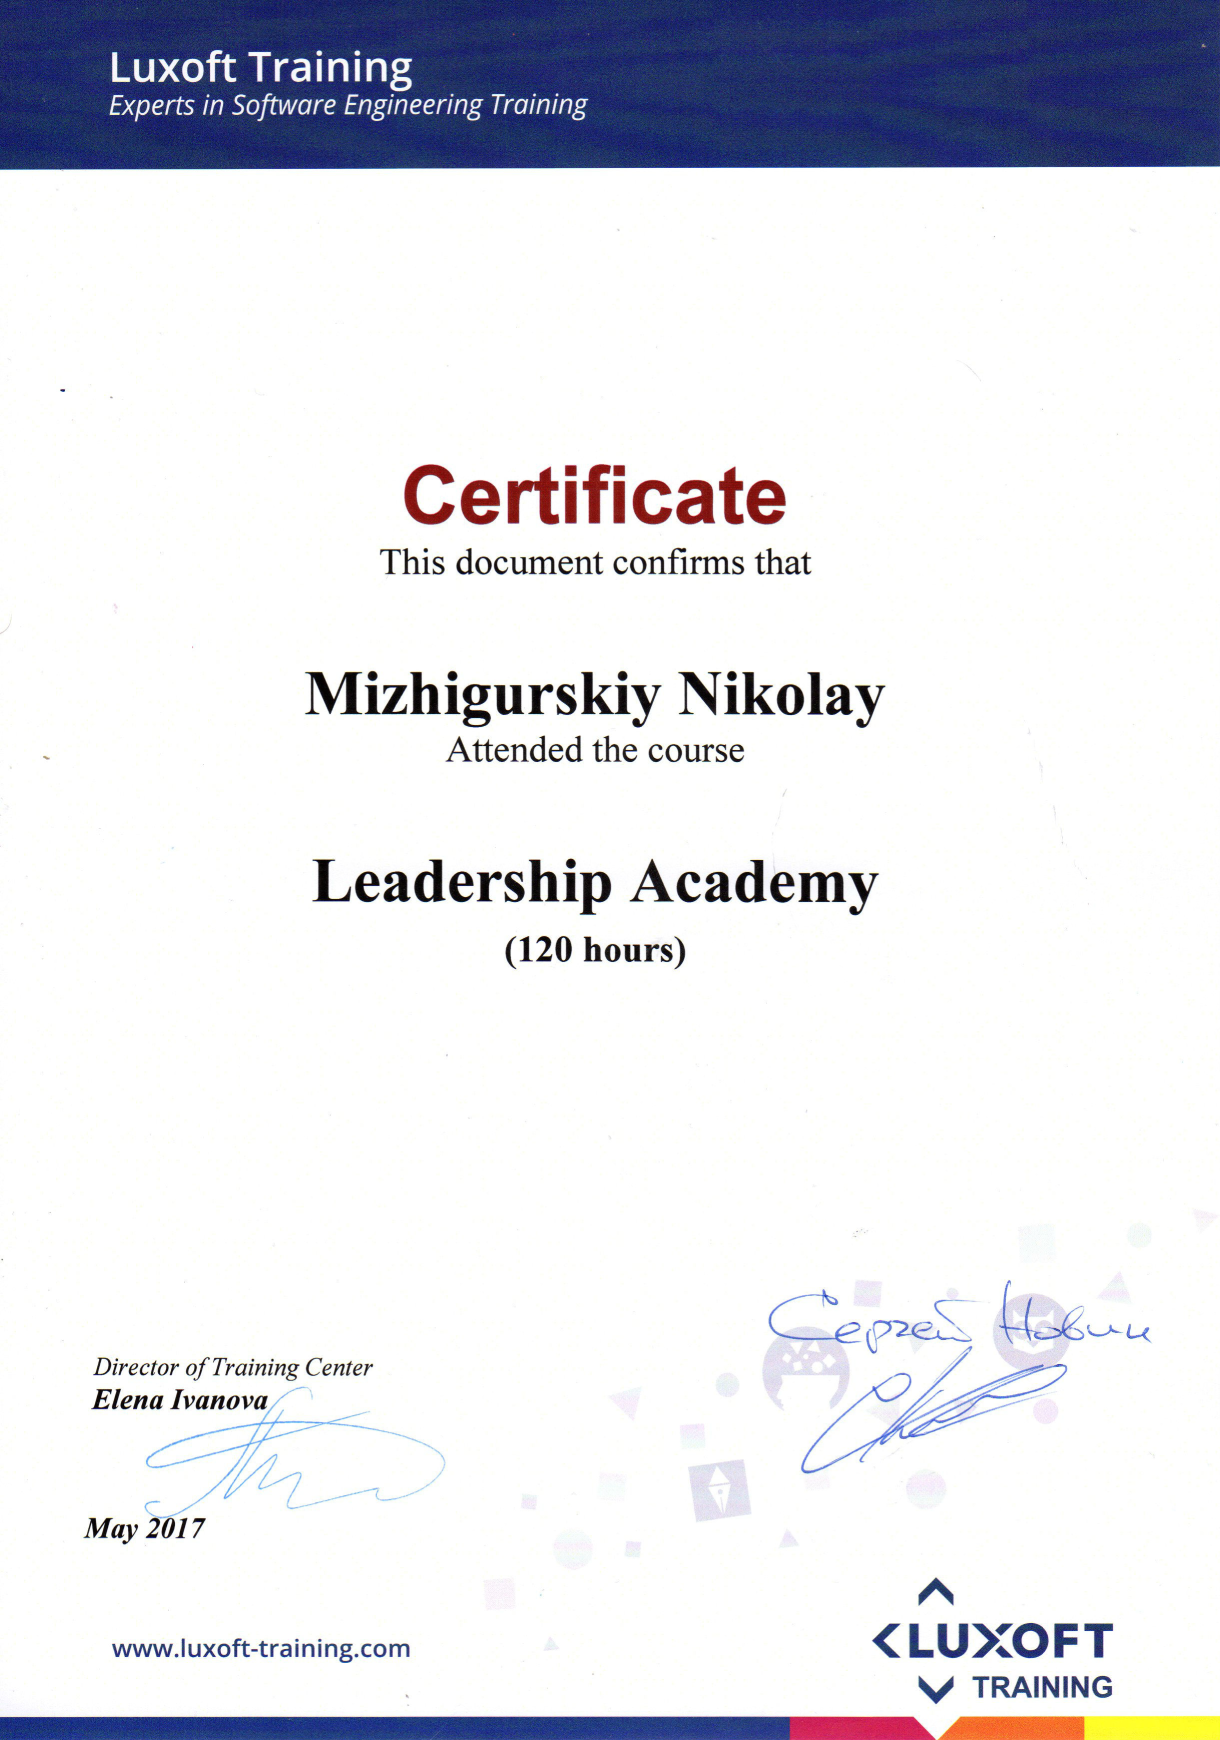 Luxoft Training
Experts in Software Engineering Training
Certificate
This document confirms that
Mizhigurskiy Nikolay
Attended the course
Leadership Academy
(120 hours)
Сергей Новик
Director of Training Center
Elena Ivanova
May 2017
www.luxoft-training.com
LUXOFT
TRAINING